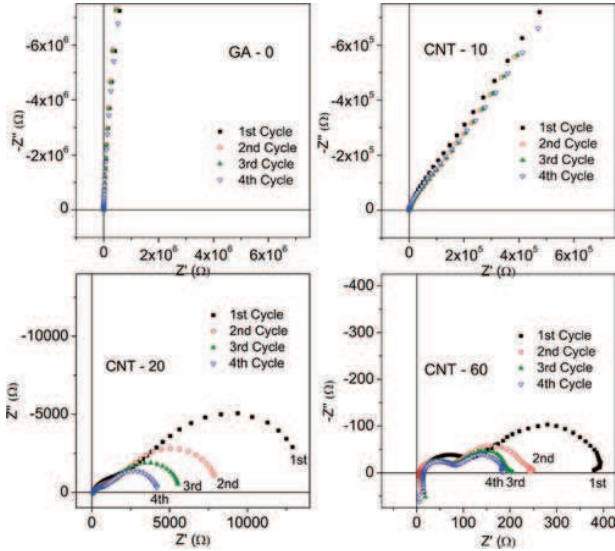 -6x10⁶
-4x10⁶
-2x10⁶
0
-Z'' (Ω)
GA - 0
1st Cycle
2nd Cycle
3rd Cycle
4th Cycle
0
2x10⁶
4x10⁶
6x10⁶
Z' (Ω)
-6x10⁵
-4x10⁵
-2x10⁵
0
-Z'' (Ω)
CNT - 10
1st Cycle
2nd Cycle
3rd Cycle
4th Cycle
0
2x10⁵
4x10⁵
6x10⁵
Z' (Ω)
-10000
-5000
0
-Z'' (Ω)
CNT - 20
1st Cycle
2nd Cycle
3rd Cycle
4th Cycle
1st
2nd
3rd
4th
0
5000
10000
Z' (Ω)
-400
-300
-200
-100
0
-Z'' (Ω)
CNT - 60
1st Cycle
2nd Cycle
3rd Cycle
4th Cycle
4th
3rd
2nd
1st
0
100
200
300
400
Z' (Ω)